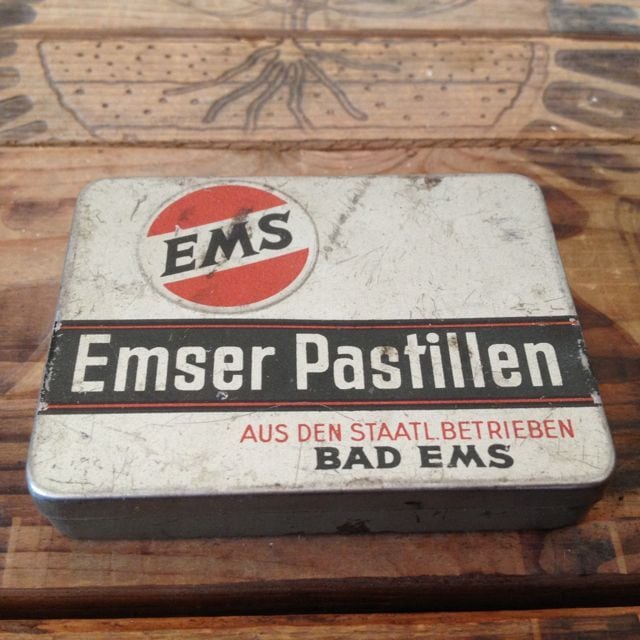 EMS
Emser Pastillen
AUS DEN STAATL.BETRIEBEN
BAD EMS